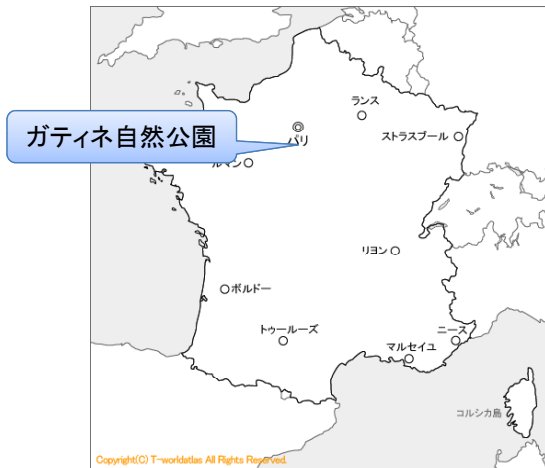 ランス
パリ
ストラスブール
ガティネ自然公園
ルマン
リヨン
ボルドー
トゥールーズ
ニース
マルセイユ
コルシカ島
Copyright(C) T-worldatlas All Rights Reserved.